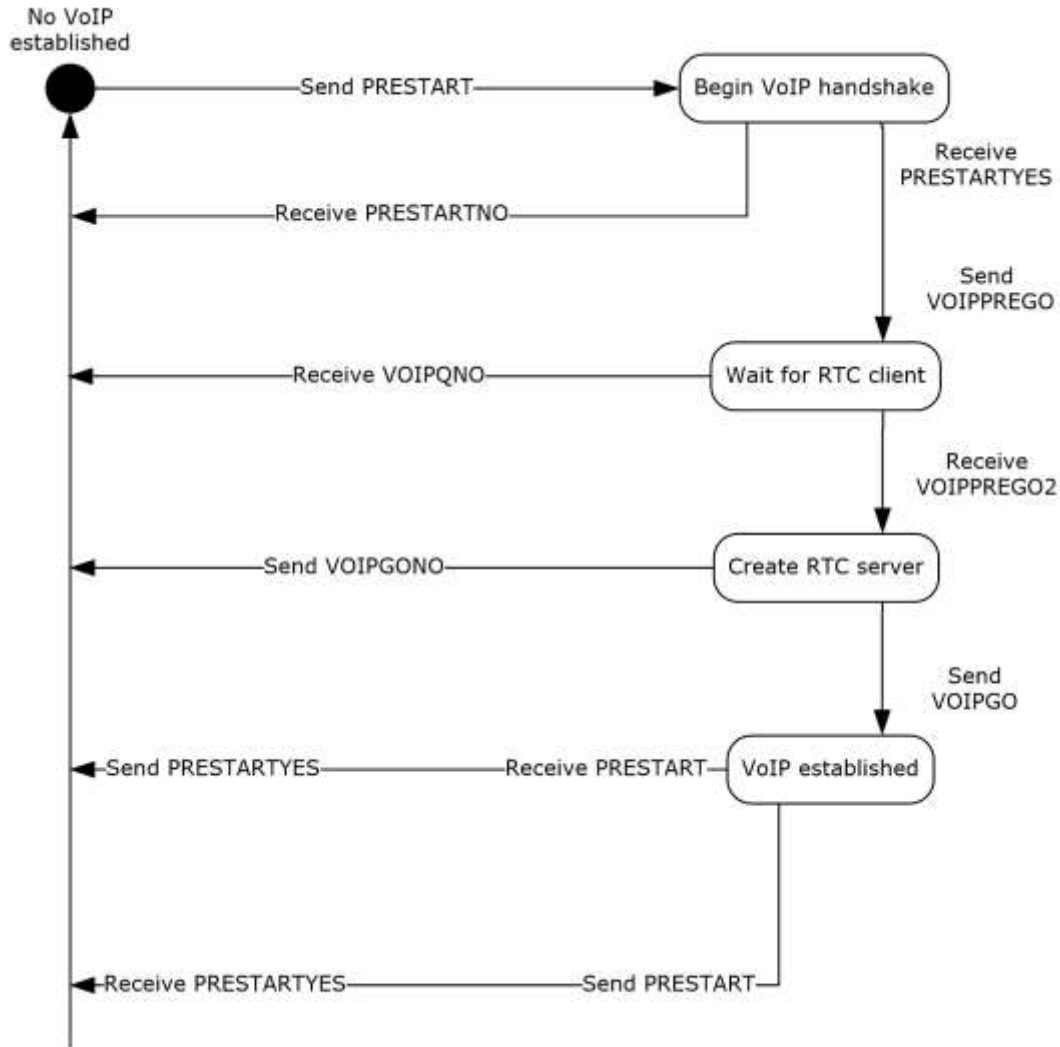 No VoIP
established
Send PRESTART
Begin VoIP handshake
Receive
PRESTARTYES
Receive PRESTARTNO
Send
VOIPPREGO
Receive VOIPQNO
Wait for RTC client
Receive
VOIPPREGO2
Send VOIPGONO
Create RTC server
Send
VOIPGO
Send PRESTARTYES
Receive PRESTART
VoIP established
Receive PRESTARTYES
Send PRESTART